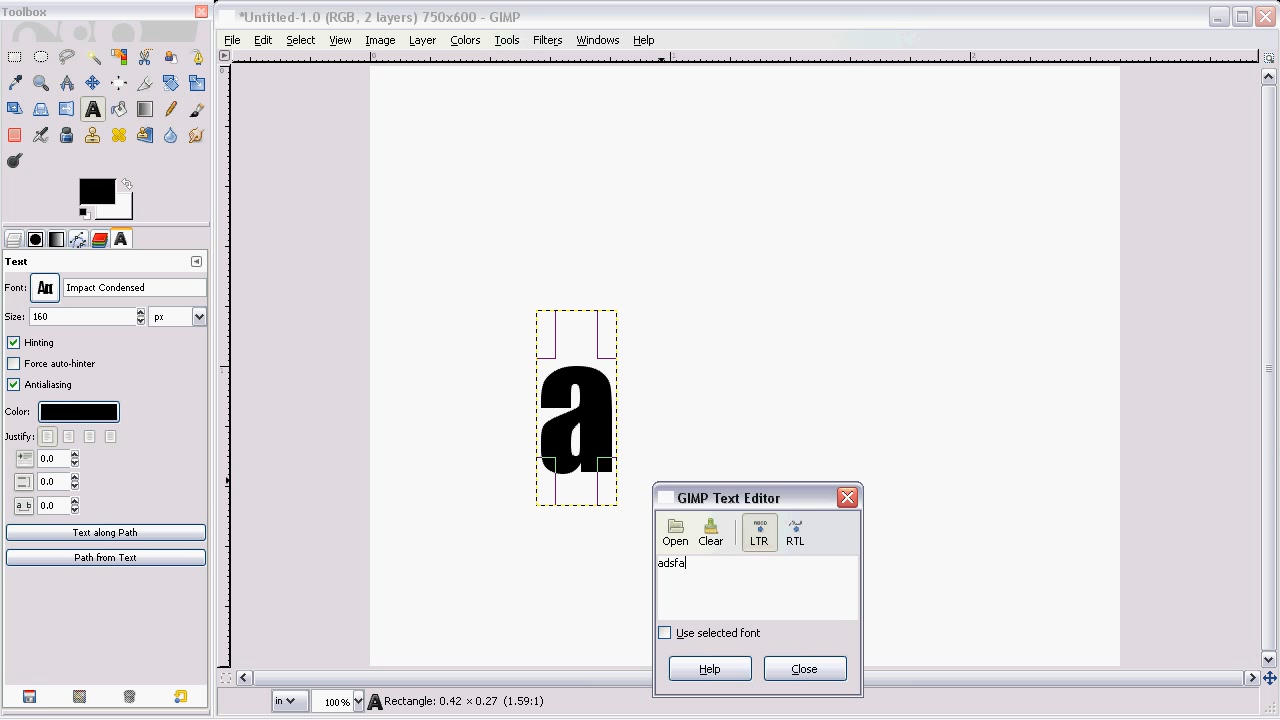 Toolbox
*Untitled-1.0 (RGB, 2 layers) 750x600 - GIMP
File Edit Select View Image Layer Colors Tools Filters Windows Help
0 1 2
Text
Font: Aa Impact Condensed
Size: 160 px
Hinting
Force auto-hinter
Antialiasing
Color:
Justify:
0.0
0.0
a b 0.0
Text along Path
Path from Text
a
GIMP Text Editor
Open Clear LTR RTL
adsfa
Use selected font
Help Close
in 100% Rectangle: 0.42 × 0.27 (1.59:1)